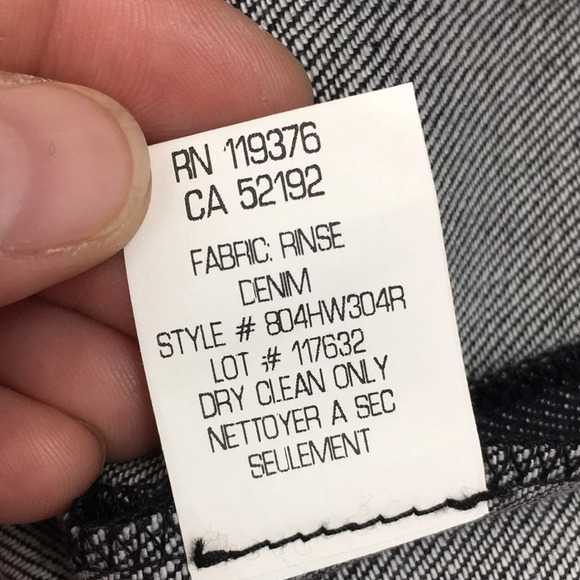 RN 119376
CA 52192
FABRIC: RINSE
DENIM
STYLE # 804HW304R
LOT # 117632
DRY CLEAN ONLY
NETTOYER A SEC
SEULEMENT